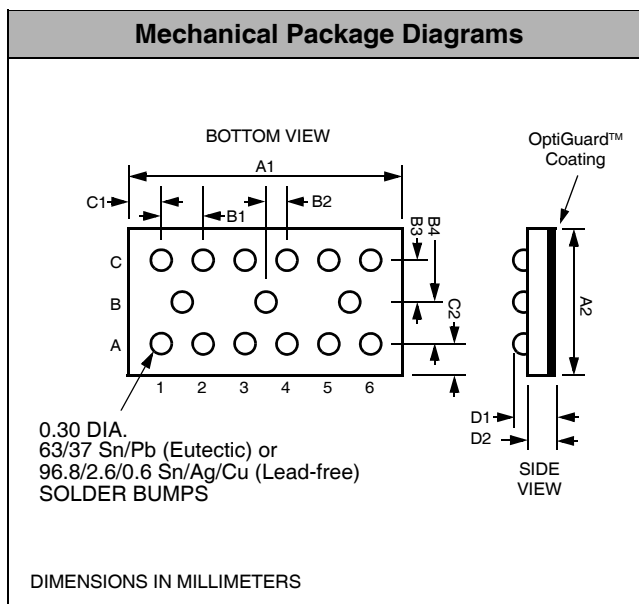 Mechanical Package Diagrams
BOTTOM VIEW
OptiGuard™
Coating
A1
C1
B1
B2
B3
B4
C2
A2
C
B
A
1 2 3 4 5 6
D1
D2
SIDE
VIEW
0.30 DIA.
63/37 Sn/Pb (Eutectic) or
96.8/2.6/0.6 Sn/Ag/Cu (Lead-free)
SOLDER BUMPS
DIMENSIONS IN MILLIMETERS